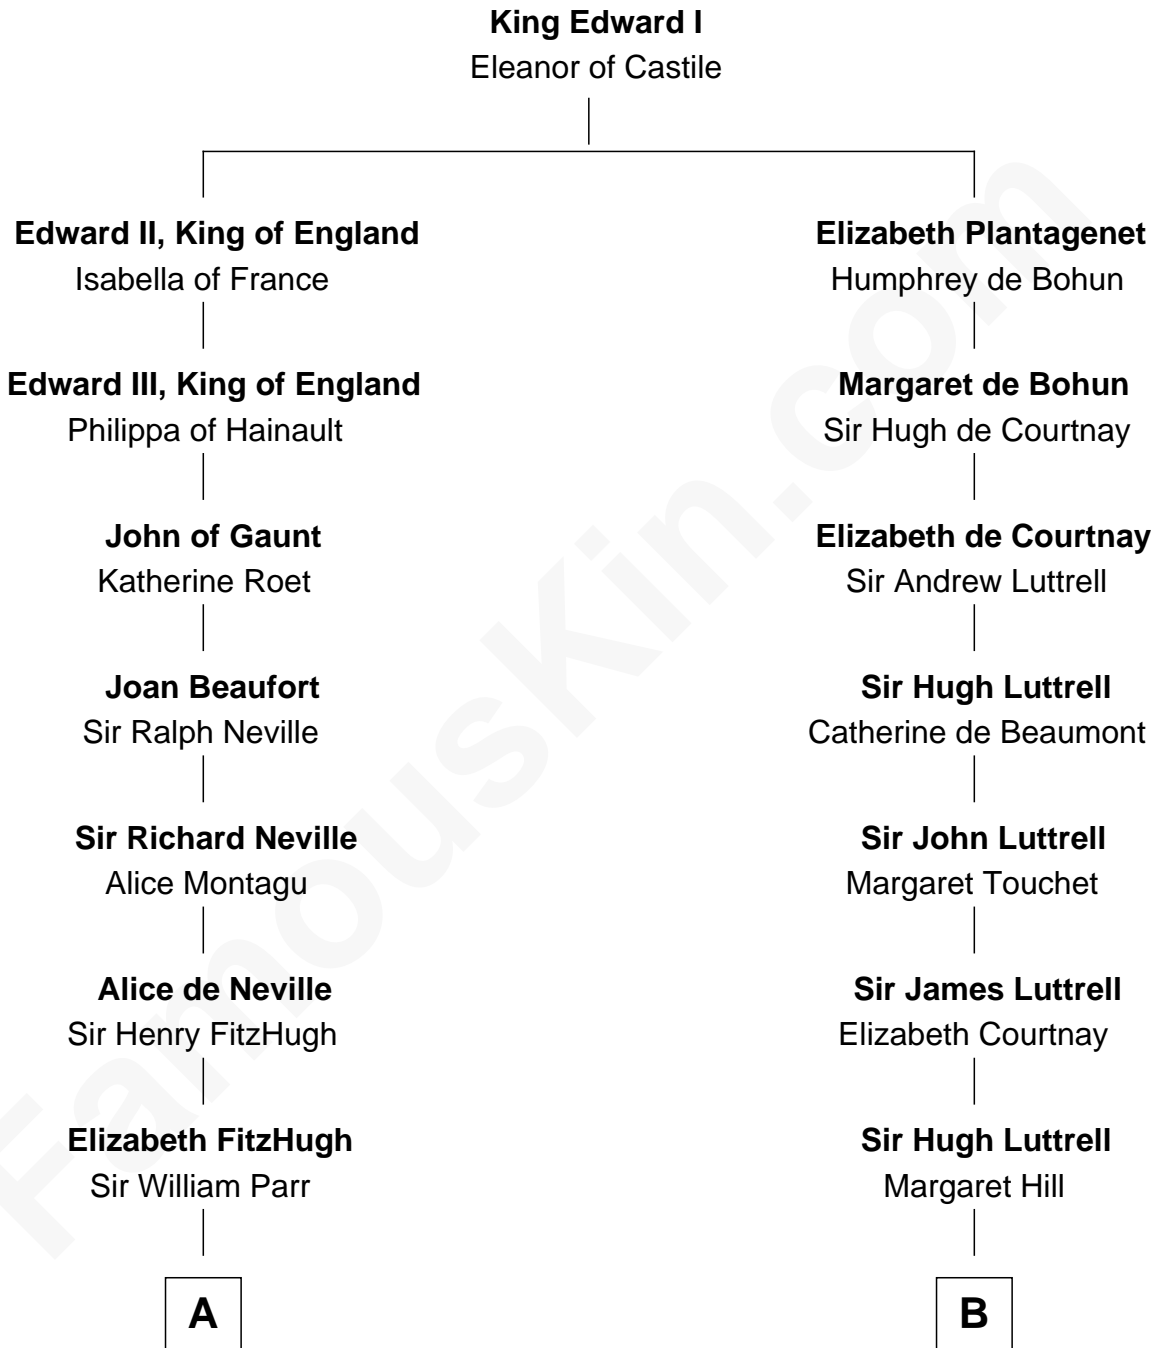 King Edward I
Eleanor of Castile
Edward II, King of England
Isabella of France
Edward III, King of England
Philippa of Hainault
John of Gaunt
Katherine Roet
Joan Beaufort
Sir Ralph Neville
Sir Richard Neville
Alice Montagu
Alice de Neville
Sir Henry FitzHugh
Elizabeth FitzHugh
Sir William Parr
A
Elizabeth Plantagenet
Humphrey de Bohun
Margaret de Bohun
Sir Hugh de Courtnay
Elizabeth de Courtnay
Sir Andrew Luttrell
Sir Hugh Luttrell
Catherine de Beaumont
Sir John Luttrell
Margaret Touchet
Sir James Luttrell
Elizabeth Courtnay
Sir Hugh Luttrell
Margaret Hill
B
FamousKin.com